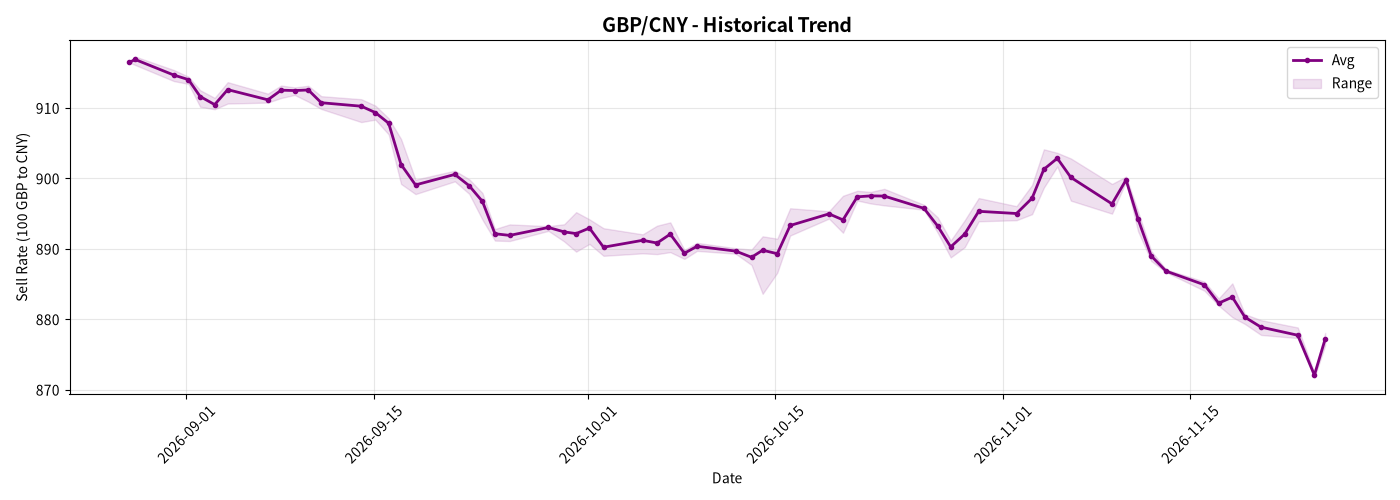 GBP/CNY - Historical Trend
Avg
Range
Sell Rate (100 GBP to CNY)
910
900
890
880
870
2026-09-01
2026-09-15
2026-10-01
2026-10-15
2026-11-01
2026-11-15
Date